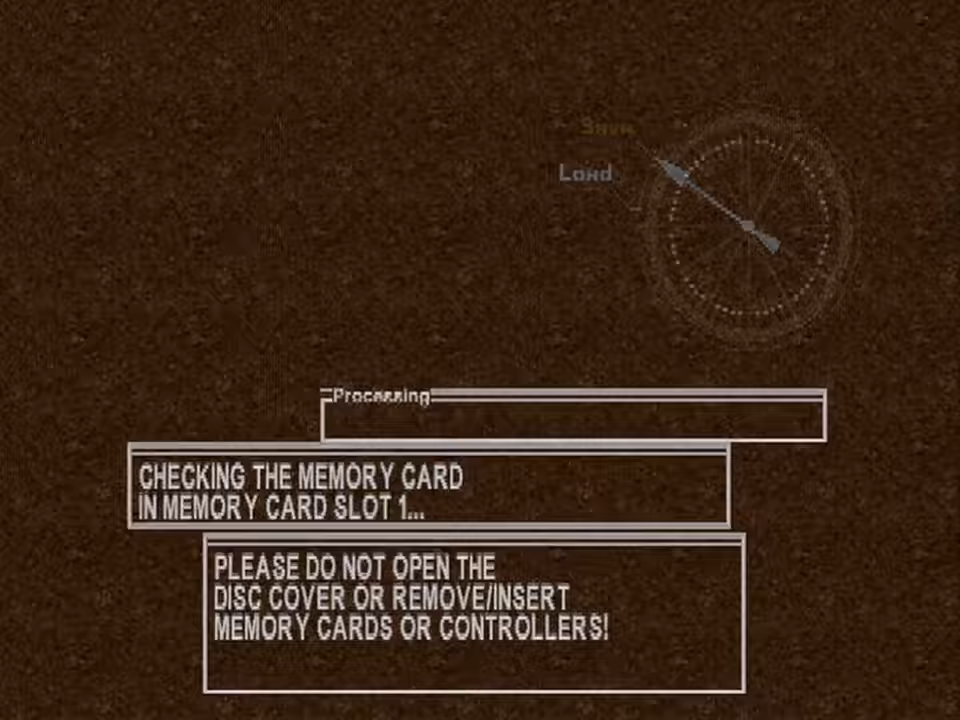 Save
Load
Processing
CHECKING THE MEMORY CARD
IN MEMORY CARD SLOT 1...
PLEASE DO NOT OPEN THE
DISC COVER OR REMOVE/INSERT
MEMORY CARDS OR CONTROLLERS!